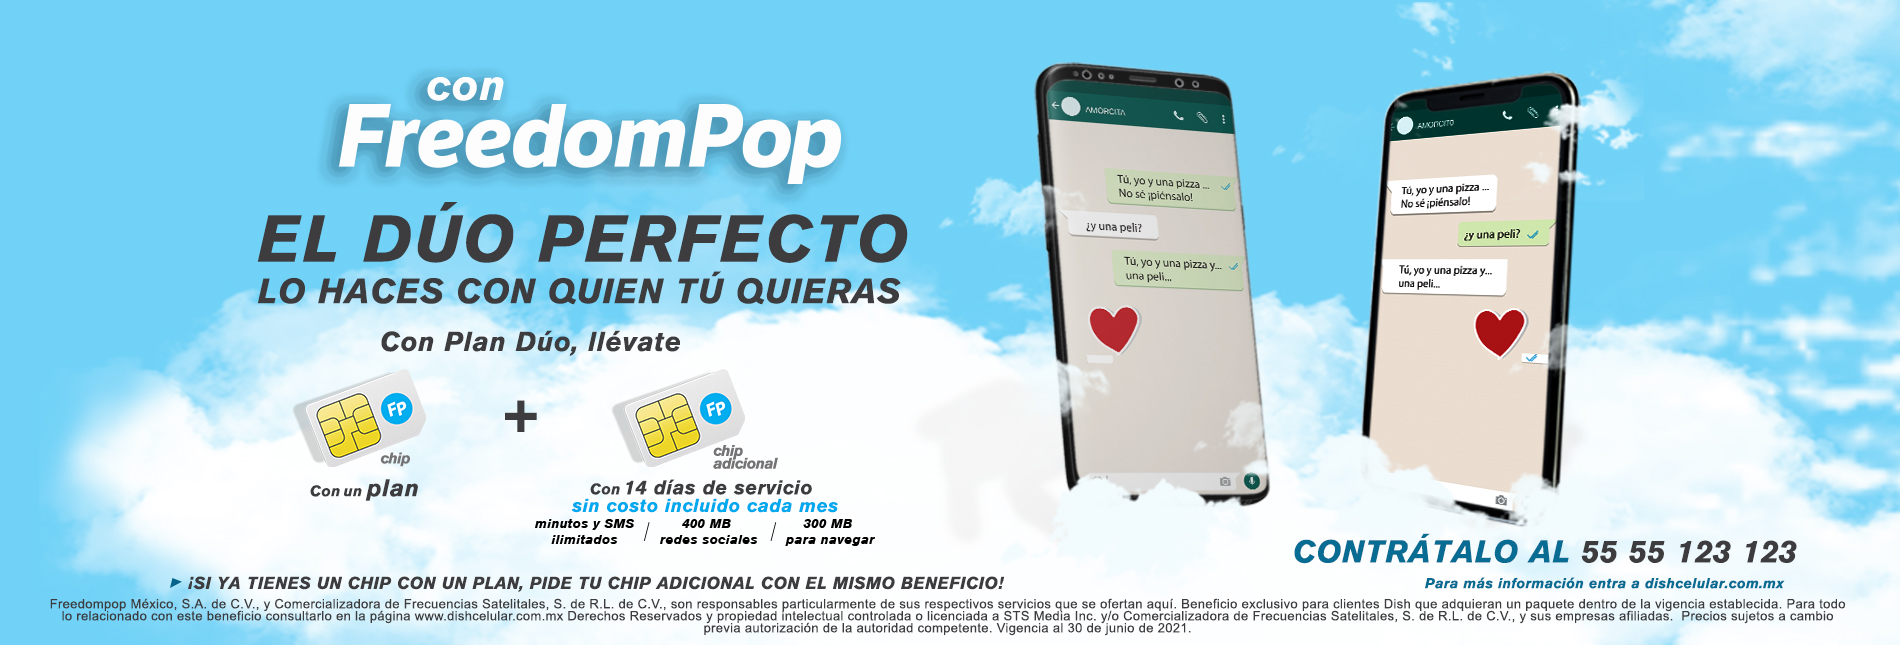 con
FreedomPop
EL DÚO PERFECTO
LO HACES CON QUIEN TÚ QUIERAS
Con Plan Dúo, llévate
FP
chip
Con un plan
+
FP
chip
adicional
Con 14 días de servicio
sin costo incluido cada mes
minutos y SMS
ilimitados
400 MB
redes sociales
300 MB
para navegar
AMORCITA
Tú, yo y una pizza ...
No sé ¡piénsalo!
¿y una peli?
Tú, yo y una pizza y...
una peli...
AMORCITO
Tú, yo y una pizza ...
No sé ¡piénsalo!
¿y una peli?
Tú, yo y una pizza y...
una peli...
CONTRÁTALO AL 55 55 123 123
Para más información entra a dishcelular.com.mx
¡SI YA TIENES UN CHIP CON UN PLAN, PIDE TU CHIP ADICIONAL CON EL MISMO BENEFICIO!
Freedompop México, S.A. de C.V., y Comercializadora de Frecuencias Satelitales, S. de R.L. de C.V., son responsables particularmente de sus respectivos servicios que se ofertan aquí. Beneficio exclusivo para clientes Dish que adquieran un paquete dentro de la vigencia establecida. Para todo
lo relacionado con este beneficio consultarlo en la página www.dishcelular.com.mx Derechos Reservados y propiedad intelectual controlada o licenciada a STS Media Inc. y/o Comercializadora de Frecuencias Satelitales, S. de R.L. de C.V., y sus empresas afiliadas. Precios sujetos a cambio
previa autorización de la autoridad competente. Vigencia al 30 de junio de 2021.